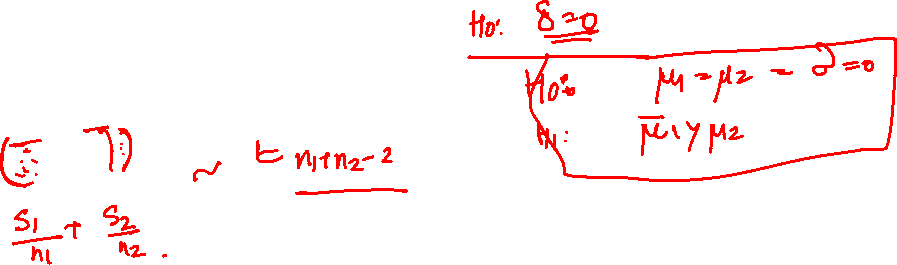 H0: δ=0
H0: μ1=μ2 - δ=0
H1: μ1 > μ2
~ t n1+n2-2
S1/n1 + S2/n2 .